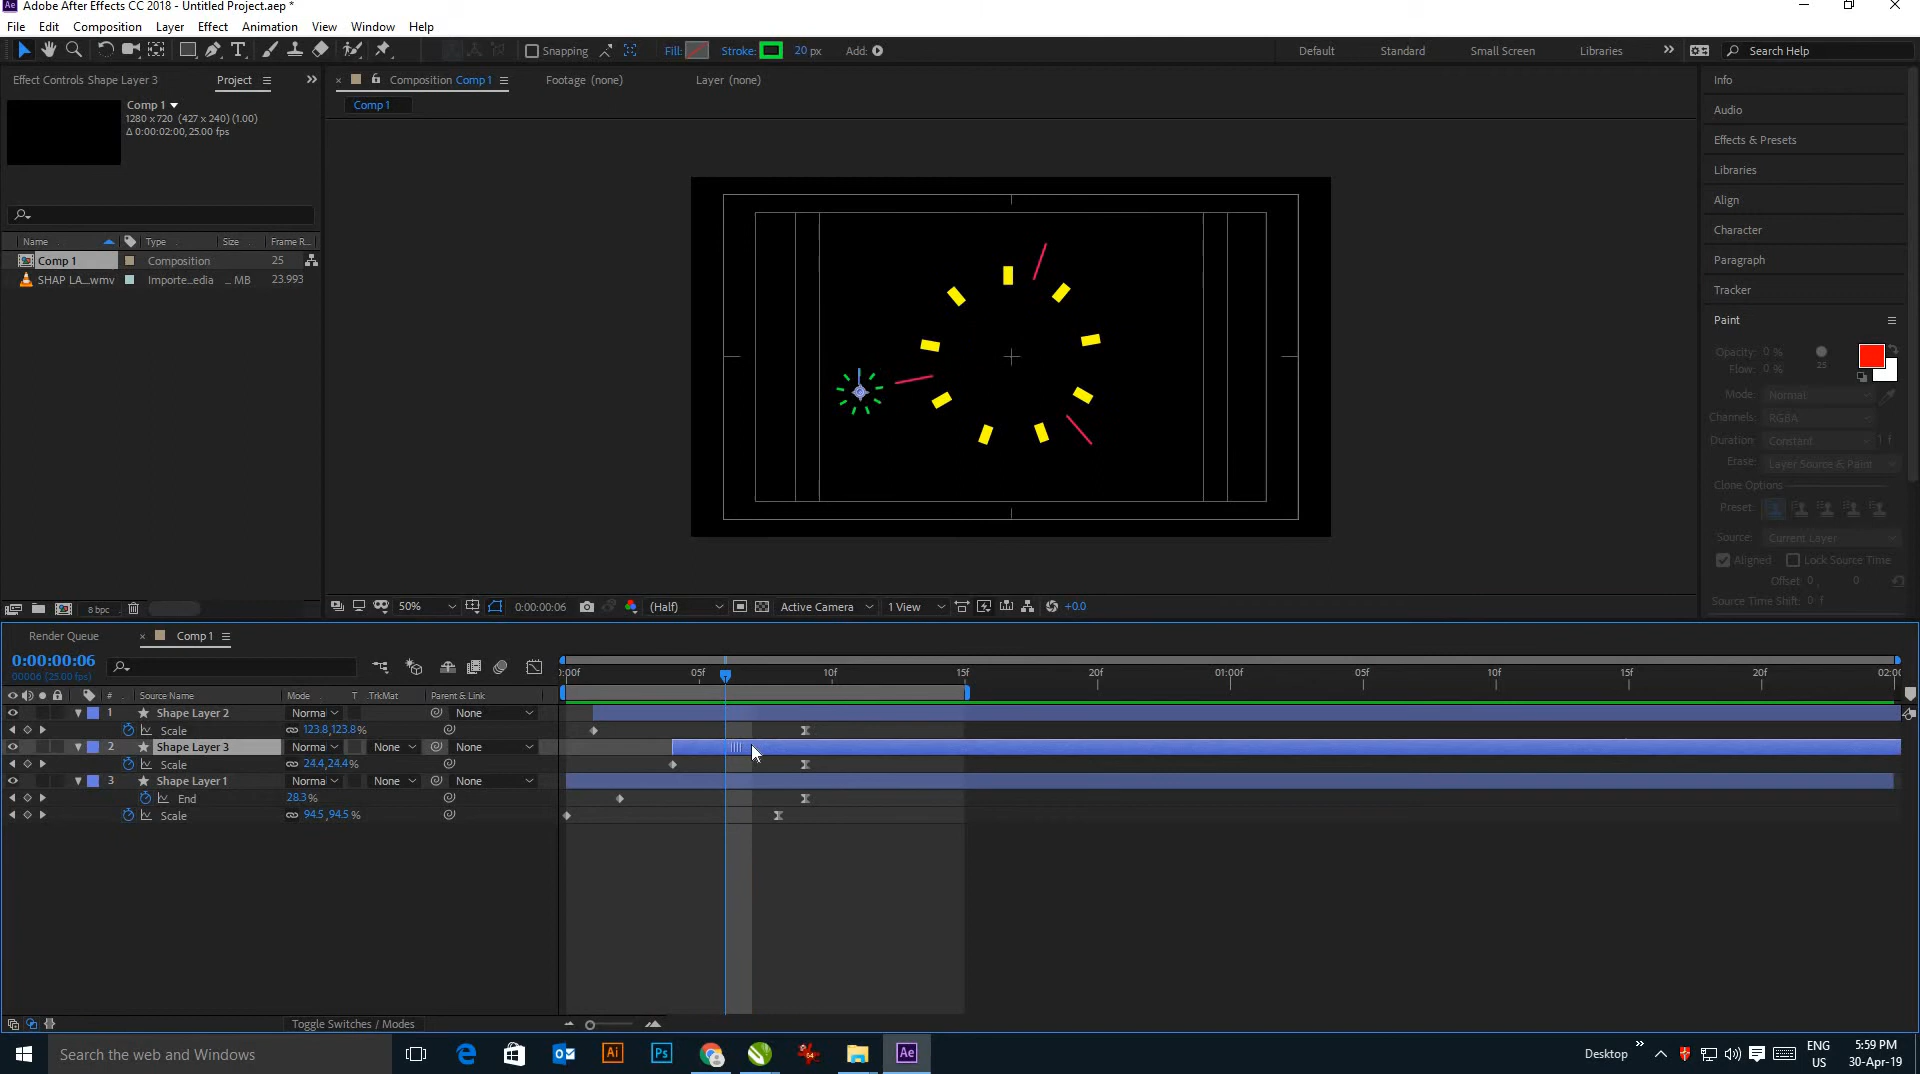 Adobe After Effects CC 2018 - Untitled Project.aep *
File Edit Composition Layer Effect Animation View Window Help
Snapping Fill: Stroke: 20 px Add: Default Standard Small Screen Libraries Search Help
Effect Controls Shape Layer 3 Project
Composition Comp 1 Footage (none) Layer (none)
Comp 1
Comp 1
1280 x 720 (427 x 240) (1.00)
Δ 0:00:02:00, 25.00 fps
Name Type Size Frame R...
Comp 1 Composition 25
SHAP LA...wmv Importe...edia ... MB 23.993
8 bpc
50% 0:00:00:06 (Half) Active Camera 1 View +0.0
Info
Audio
Effects & Presets
Libraries
Align
Character
Paragraph
Tracker
Paint
Opacity: 0 %
Flow: 0 %
25
Mode: Normal
Channels: RGBA
Duration: Constant 1 f
Erase: Layer Source & Paint
Clone Options
Preset:
Source: Current Layer
Aligned Lock Source Time
Offset: 0 , 0
Source Time Shift: 0 f
Render Queue Comp 1
0:00:00:06
00006 (25.00 fps)
:00f 05f 10f 15f 20f 01:00f 05f 10f 15f 20f 02:00
# Source Name Mode T .TrkMat Parent & Link
1 Shape Layer 2 Norma None
Scale 123.8,123.8%
2 Shape Layer 3 Norma None None
Scale 24.4,24.4%
3 Shape Layer 1 Norma None None
End 28.3%
Scale 94.5,94.5 %
Toggle Switches / Modes
Search the web and Windows
Ai Ps Ae
Desktop ENG US
5:59 PM
30-Apr-19